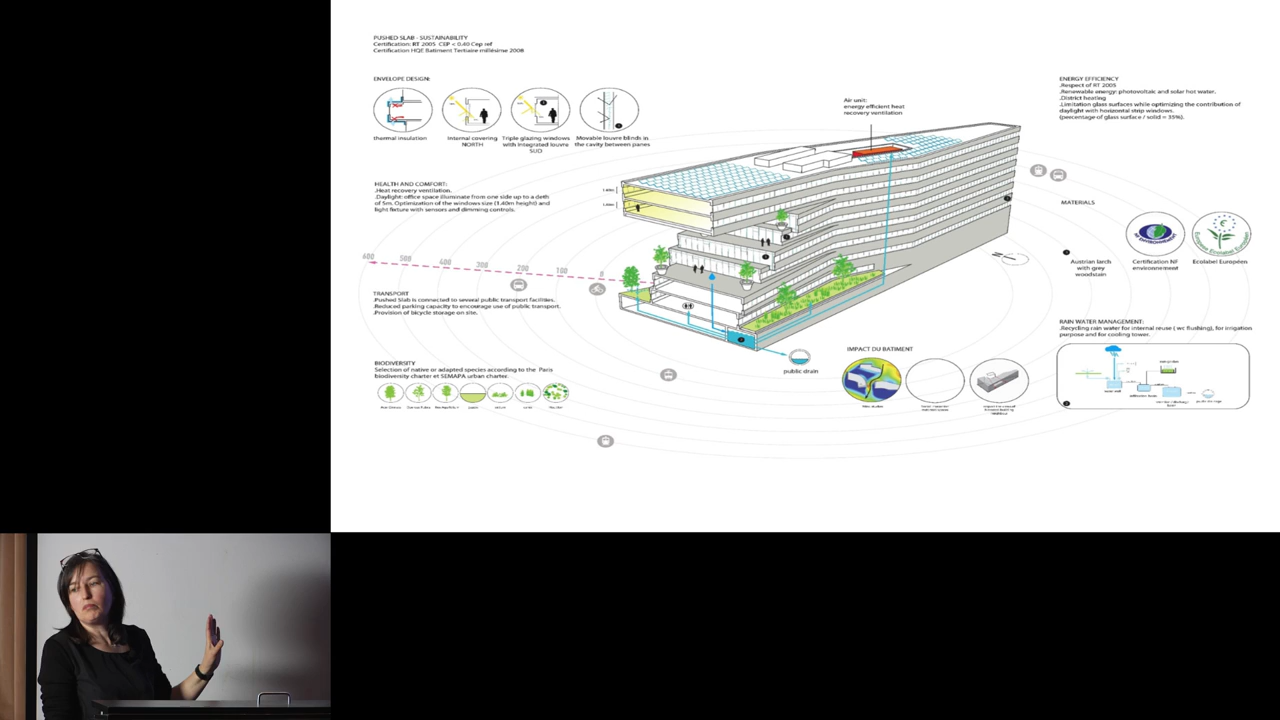 PUSHED SLAB - SUSTAINABILITY
Certification: RT 2005 CEP < 0.40 Cep ref
Certification HQE Batiment Tertiaire millésime 2008
ENVELOPE DESIGN:
thermal insulation
Internal covering
NORTH
Triple glazing windows
with integrated louvre
SUD
Movable louvre blinds in
the cavity between panes
HEALTH AND COMFORT:
.Heat recovery ventilation.
.Daylight: office space illuminate from one side up to a deth
of 5m. Optimization of the windows size (1.40m height) and
light fixture with sensors and dimming controls.
600 500 400 300 200 100 0
TRANSPORT
.Pushed Slab is connected to several public transport facilities.
.Reduced parking capacity to encourage use of public transport.
.Provision of bicycle storage on site.
BIODIVERSITY
Selection of native or adapted species according to the Paris
biodiversity charter et SEMAPA urban charter.
Air unit:
energy efficient heat
recovery ventilation
public drain
IMPACT DU BATIMENT
ENERGY EFFICIENCY
.Respect of RT 2005
.Renewable energy: photovoltaic and solar hot water.
.District heating
.Limitation glass surfaces while optimizing the contribution of
daylight with horizontal strip windows.
(percentage of glass surface / solid = 35%).
MATERIALS
NF ENVIRONNEMENT
Austrian larch
with grey
woodstain
Certification NF
environnement
Ecolabel Européen
RAIN WATER MANAGEMENT:
.Recycling rain water for internal reuse ( wc flushing), for irrigation
purpose and for cooling tower.